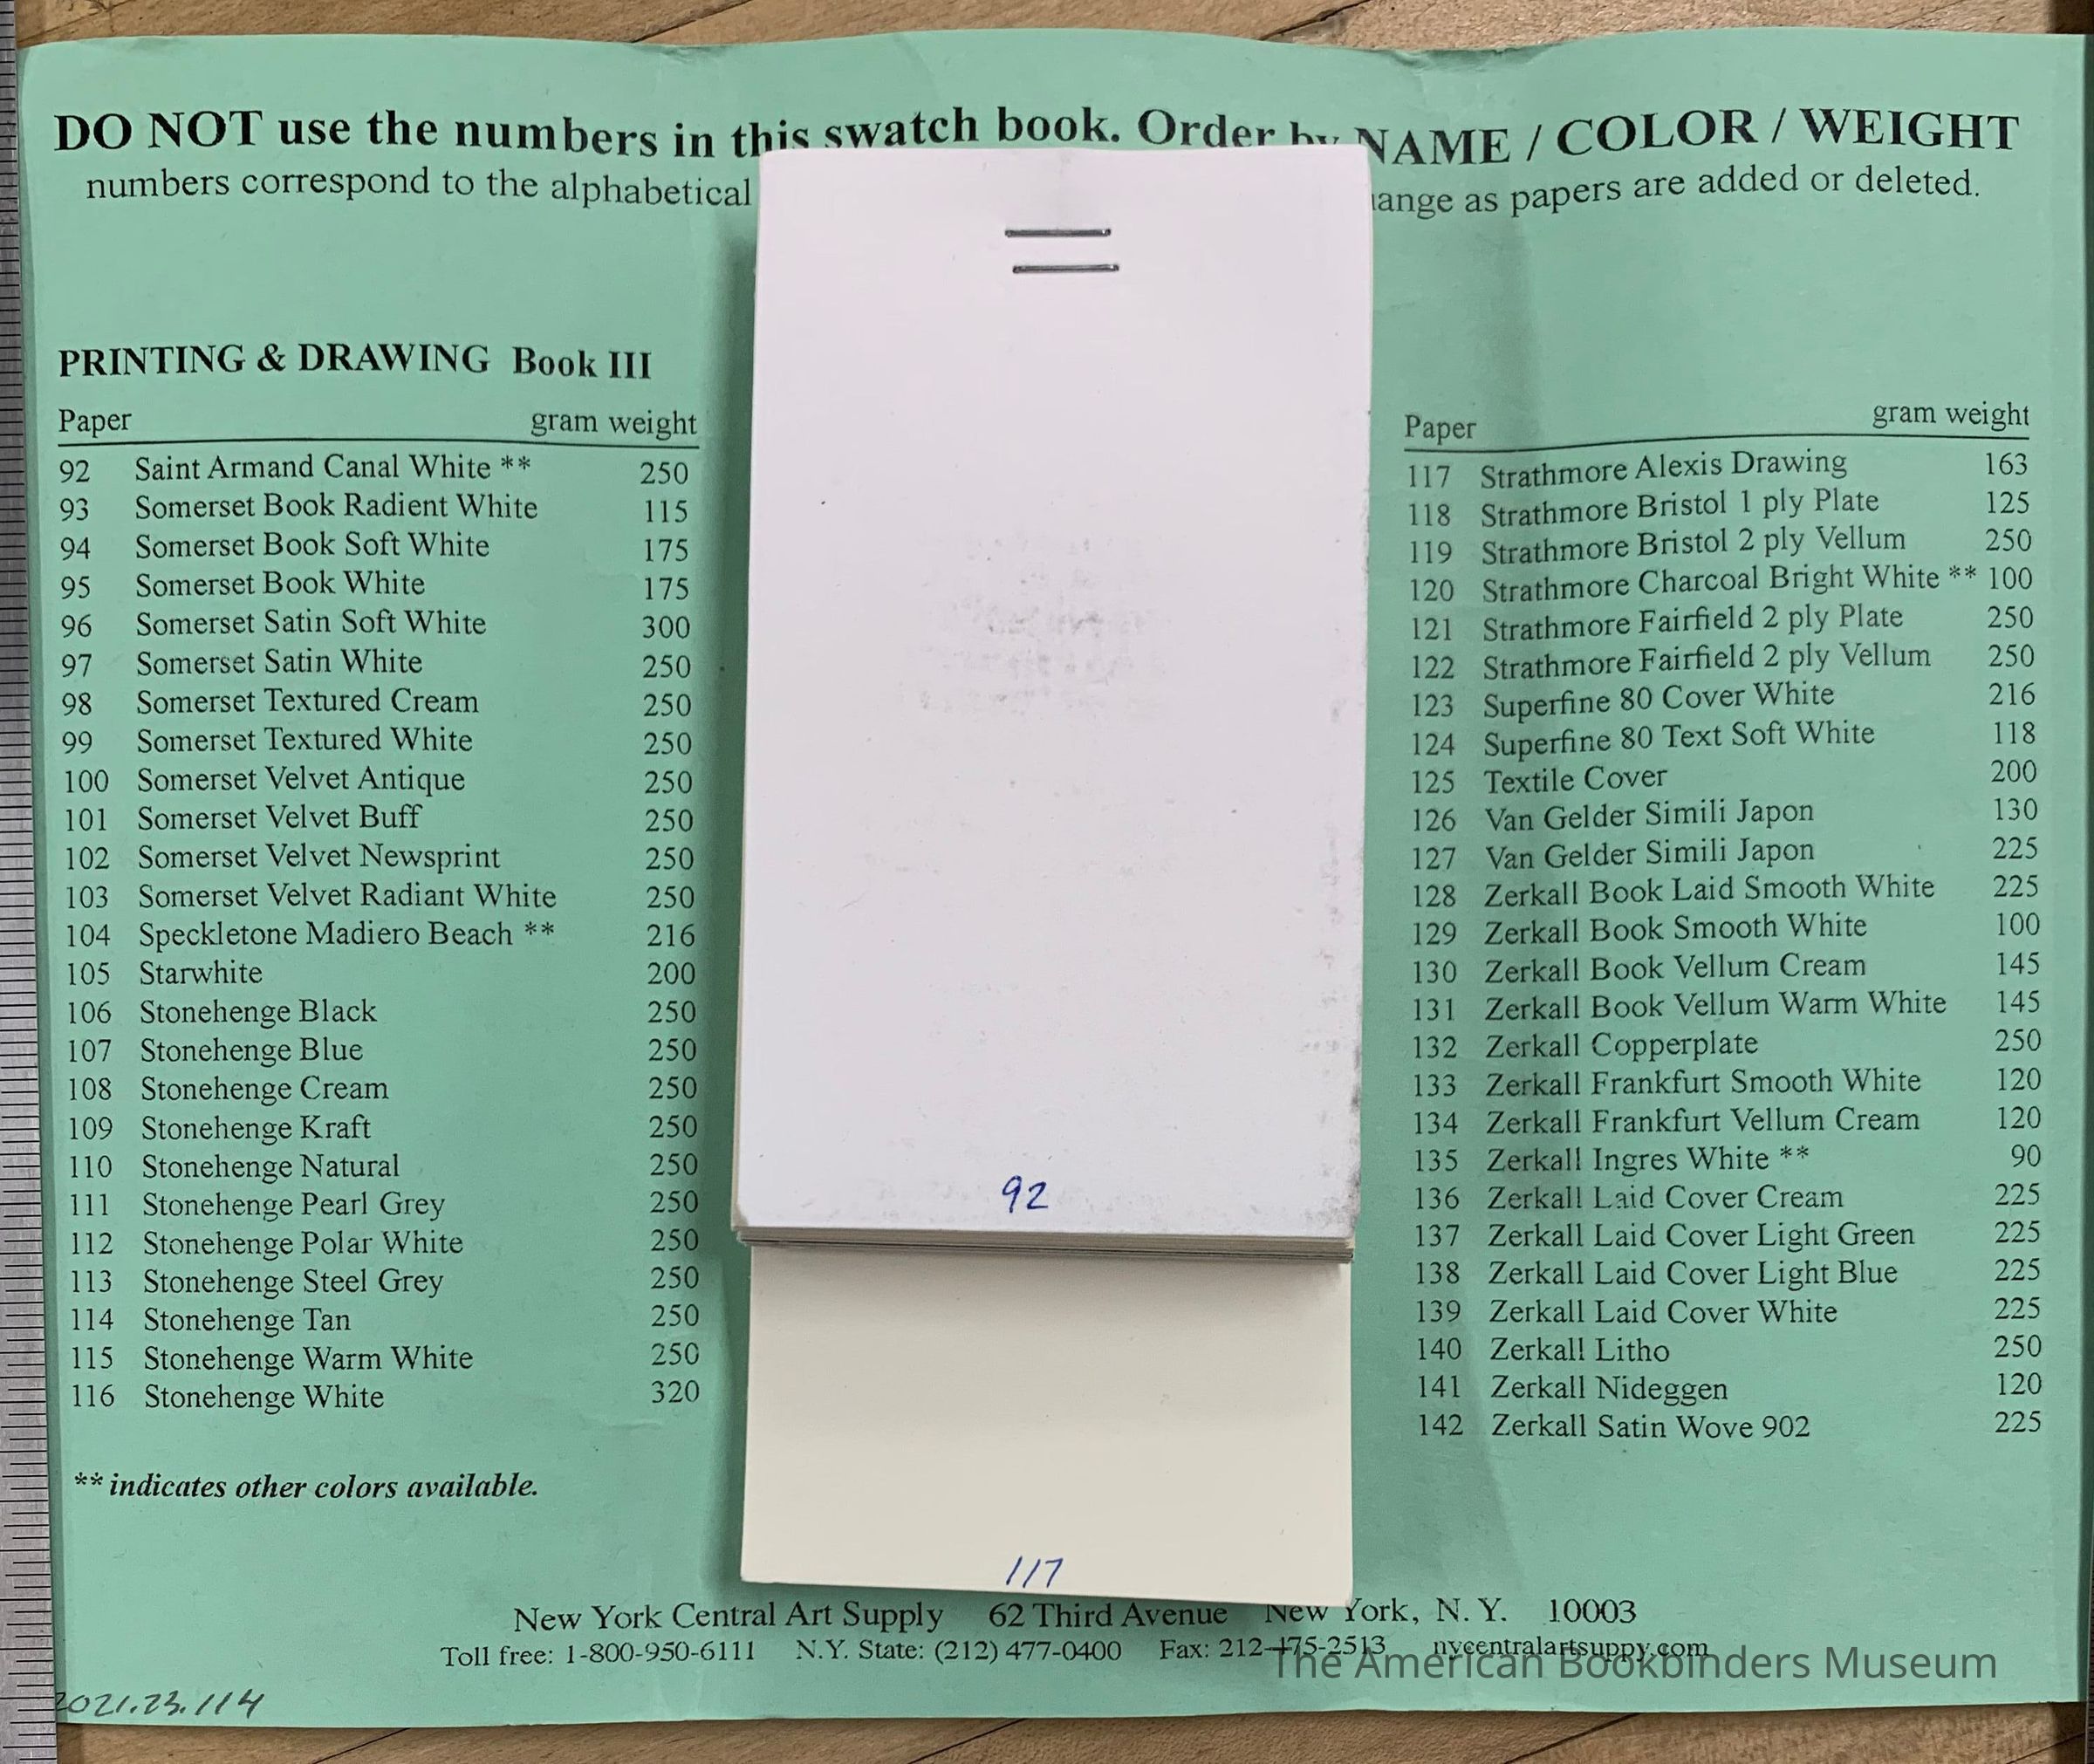 DO NOT use the numbers in this swatch book. Order by NAME / COLOR / WEIGHT
numbers correspond to the alphabetical ange as papers are added or deleted.
PRINTING & DRAWING Book III
Paper gram weight
92 Saint Armand Canal White ** 250
93 Somerset Book Radient White 115
94 Somerset Book Soft White 175
95 Somerset Book White 175
96 Somerset Satin Soft White 300
97 Somerset Satin White 250
98 Somerset Textured Cream 250
99 Somerset Textured White 250
100 Somerset Velvet Antique 250
101 Somerset Velvet Buff 250
102 Somerset Velvet Newsprint 250
103 Somerset Velvet Radiant White 250
104 Speckletone Madiero Beach ** 216
105 Starwhite 200
106 Stonehenge Black 250
107 Stonehenge Blue 250
108 Stonehenge Cream 250
109 Stonehenge Kraft 250
110 Stonehenge Natural 250
111 Stonehenge Pearl Grey 250
112 Stonehenge Polar White 250
113 Stonehenge Steel Grey 250
114 Stonehenge Tan 250
115 Stonehenge Warm White 250
116 Stonehenge White 320
** indicates other colors available.
92
117
Paper gram weight
117 Strathmore Alexis Drawing 163
118 Strathmore Bristol 1 ply Plate 125
119 Strathmore Bristol 2 ply Vellum 250
120 Strathmore Charcoal Bright White ** 100
121 Strathmore Fairfield 2 ply Plate 250
122 Strathmore Fairfield 2 ply Vellum 250
123 Superfine 80 Cover White 216
124 Superfine 80 Text Soft White 118
125 Textile Cover 200
126 Van Gelder Simili Japon 130
127 Van Gelder Simili Japon 225
128 Zerkall Book Laid Smooth White 225
129 Zerkall Book Smooth White 100
130 Zerkall Book Vellum Cream 145
131 Zerkall Book Vellum Warm White 145
132 Zerkall Copperplate 250
133 Zerkall Frankfurt Smooth White 120
134 Zerkall Frankfurt Vellum Cream 120
135 Zerkall Ingres White ** 90
136 Zerkall Laid Cover Cream 225
137 Zerkall Laid Cover Light Green 225
138 Zerkall Laid Cover Light Blue 225
139 Zerkall Laid Cover White 225
140 Zerkall Litho 250
141 Zerkall Nideggen 120
142 Zerkall Satin Wove 902 225
New York Central Art Supply 62 Third Avenue New York, N. Y. 10003
Toll free: 1-800-950-6111 N.Y. State: (212) 477-0400 Fax: 212-475-2513 nycentralartsuppy.com
The American Bookbinders Museum
2021.23.114